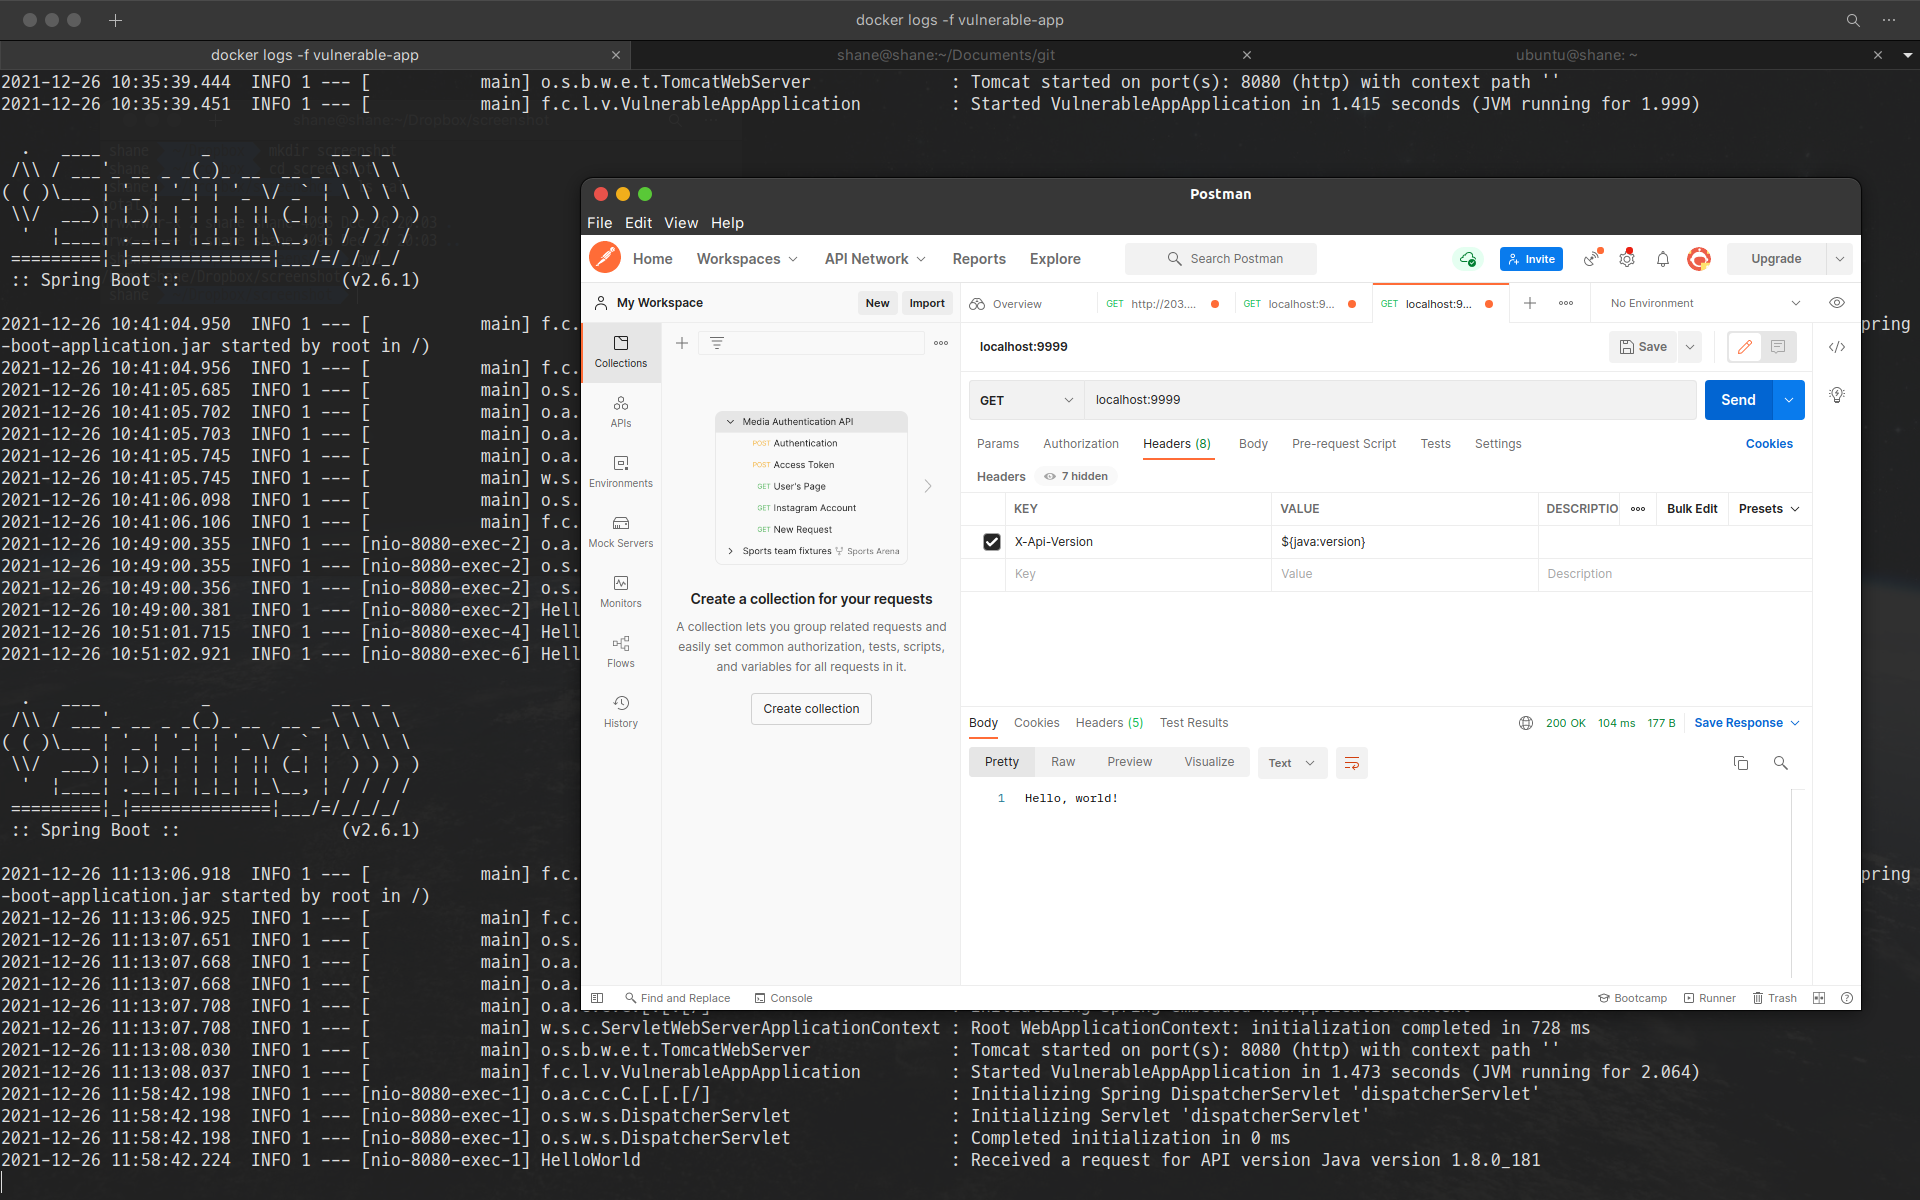 docker logs -f vulnerable-app
docker logs -f vulnerable-app
shane@shane:~/Documents/git
ubuntu@shane: ~
2021-12-26 10:35:39.444  INFO 1 --- [           main] o.s.b.w.e.t.TomcatWebServer              : Tomcat started on port(s): 8080 (http) with context path ''
2021-12-26 10:35:39.451  INFO 1 --- [           main] f.c.l.v.VulnerableAppApplication         : Started VulnerableAppApplication in 1.415 seconds (JVM running for 1.999)
:: Spring Boot ::                (v2.6.1)
2021-12-26 10:41:04.950  INFO 1 --- [           main] f.c. pring
-boot-application.jar started by root in /)
2021-12-26 10:41:04.956  INFO 1 --- [           main] f.c.
2021-12-26 10:41:05.685  INFO 1 --- [           main] o.s.
2021-12-26 10:41:05.702  INFO 1 --- [           main] o.a.
2021-12-26 10:41:05.703  INFO 1 --- [           main] o.a.
2021-12-26 10:41:05.745  INFO 1 --- [           main] o.a.
2021-12-26 10:41:05.745  INFO 1 --- [           main] w.s.
2021-12-26 10:41:06.098  INFO 1 --- [           main] o.s.
2021-12-26 10:41:06.106  INFO 1 --- [           main] f.c.
2021-12-26 10:49:00.355  INFO 1 --- [nio-8080-exec-2] o.a.
2021-12-26 10:49:00.355  INFO 1 --- [nio-8080-exec-2] o.s.
2021-12-26 10:49:00.356  INFO 1 --- [nio-8080-exec-2] o.s.
2021-12-26 10:49:00.381  INFO 1 --- [nio-8080-exec-2] Hell
2021-12-26 10:51:01.715  INFO 1 --- [nio-8080-exec-4] Hell
2021-12-26 10:51:02.921  INFO 1 --- [nio-8080-exec-6] Hell
:: Spring Boot ::                (v2.6.1)
2021-12-26 11:13:06.918  INFO 1 --- [           main] f.c. pring
-boot-application.jar started by root in /)
2021-12-26 11:13:06.925  INFO 1 --- [           main] f.c.
2021-12-26 11:13:07.651  INFO 1 --- [           main] o.s.
2021-12-26 11:13:07.668  INFO 1 --- [           main] o.a.
2021-12-26 11:13:07.668  INFO 1 --- [           main] o.a.
2021-12-26 11:13:07.708  INFO 1 --- [           main] o.a.
2021-12-26 11:13:07.708  INFO 1 --- [           main] w.s.c.ServletWebServerApplicationContext : Root WebApplicationContext: initialization completed in 728 ms
2021-12-26 11:13:08.030  INFO 1 --- [           main] o.s.b.w.e.t.TomcatWebServer              : Tomcat started on port(s): 8080 (http) with context path ''
2021-12-26 11:13:08.037  INFO 1 --- [           main] f.c.l.v.VulnerableAppApplication         : Started VulnerableAppApplication in 1.473 seconds (JVM running for 2.064)
2021-12-26 11:58:42.198  INFO 1 --- [nio-8080-exec-1] o.a.c.c.C.[.[.[/]                        : Initializing Spring DispatcherServlet 'dispatcherServlet'
2021-12-26 11:58:42.198  INFO 1 --- [nio-8080-exec-1] o.s.w.s.DispatcherServlet                : Initializing Servlet 'dispatcherServlet'
2021-12-26 11:58:42.198  INFO 1 --- [nio-8080-exec-1] o.s.w.s.DispatcherServlet                : Completed initialization in 0 ms
2021-12-26 11:58:42.224  INFO 1 --- [nio-8080-exec-1] HelloWorld                               : Received a request for API version Java version 1.8.0_181
Postman
File Edit View Help
Home Workspaces API Network Reports Explore Search Postman Invite Upgrade
My Workspace New Import
Overview GET http://203.... GET localhost:9... GET localhost:9... No Environment
Collections
APIs
Environments
Mock Servers
Monitors
Flows
History
Media Authentication API
POST Authentication
POST Access Token
GET User's Page
GET Instagram Account
GET New Request
Sports team fixtures Sports Arena
Create a collection for your requests
A collection lets you group related requests and
easily set common authorization, tests, scripts,
and variables for all requests in it.
Create collection
localhost:9999 Save
GET localhost:9999 Send
Params Authorization Headers (8) Body Pre-request Script Tests Settings Cookies
Headers 7 hidden
KEY VALUE DESCRIPTIO Bulk Edit Presets
X-Api-Version ${java:version}
Key Value Description
Body Cookies Headers (5) Test Results 200 OK 104 ms 177 B Save Response
Pretty Raw Preview Visualize Text
1 Hello, world!
Find and Replace Console Bootcamp Runner Trash